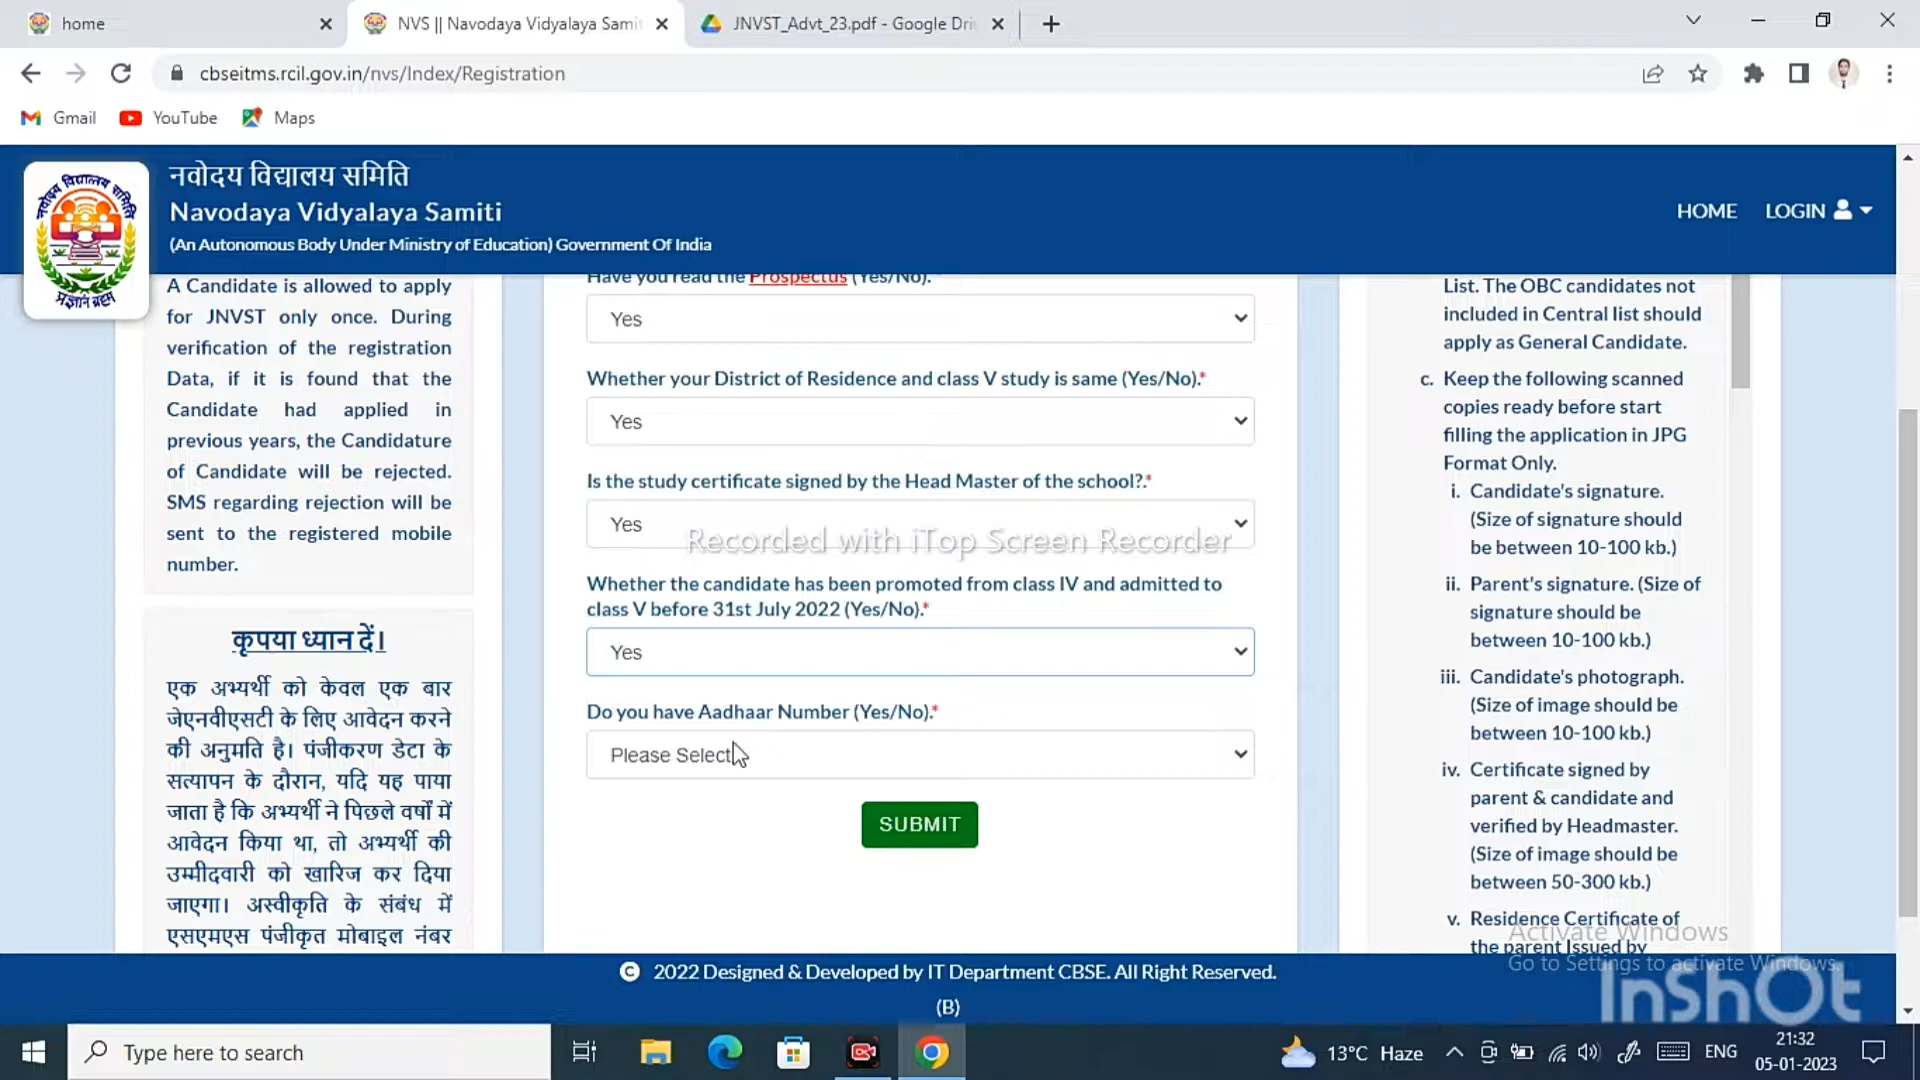 home
NVS || Navodaya Vidyalaya Samit
JNVST_Advt_23.pdf - Google Dri
cbseitms.rcil.gov.in/nvs/Index/Registration
Gmail
YouTube
Maps
नवोदय विद्यालय समिति
Navodaya Vidyalaya Samiti
(An Autonomous Body Under Ministry of Education) Government Of India
HOME
LOGIN
नवोदय विद्यालय समिति
प्रज्ञानं ब्रह्म
A Candidate is allowed to apply
for JNVST only once. During
verification of the registration
Data, if it is found that the
Candidate had applied in
previous years, the Candidature
of Candidate will be rejected.
SMS regarding rejection will be
sent to the registered mobile
number.
कृपया ध्यान दें।
एक अभ्यर्थी को केवल एक बार
जेएनवीएसटी के लिए आवेदन करने
की अनुमति है। पंजीकरण डेटा के
सत्यापन के दौरान, यदि यह पाया
जाता है कि अभ्यर्थी ने पिछले वर्षों में
आवेदन किया था, तो अभ्यर्थी की
उम्मीदवारी को खारिज कर दिया
जाएगा। अस्वीकृति के संबंध में
एसएमएस पंजीकृत मोबाइल नंबर
Have you read the Prospectus (Yes/No).*
Yes
Whether your District of Residence and class V study is same (Yes/No).*
Yes
Is the study certificate signed by the Head Master of the school?.*
Yes
Recorded with iTop Screen Recorder
Whether the candidate has been promoted from class IV and admitted to
class V before 31st July 2022 (Yes/No).*
Yes
Do you have Aadhaar Number (Yes/No).*
Please Select
SUBMIT
List. The OBC candidates not
included in Central list should
apply as General Candidate.
c. Keep the following scanned
copies ready before start
filling the application in JPG
Format Only.
i. Candidate's signature.
(Size of signature should
be between 10-100 kb.)
ii. Parent's signature. (Size of
signature should be
between 10-100 kb.)
iii. Candidate's photograph.
(Size of image should be
between 10-100 kb.)
iv. Certificate signed by
parent & candidate and
verified by Headmaster.
(Size of image should be
between 50-300 kb.)
v. Residence Certificate of
the parent Issued by
Activate Windows
Go to Settings to activate Windows.
InShOt
© 2022 Designed & Developed by IT Department CBSE. All Right Reserved.
(B)
Type here to search
13°C Haze
ENG
21:32
05-01-2023